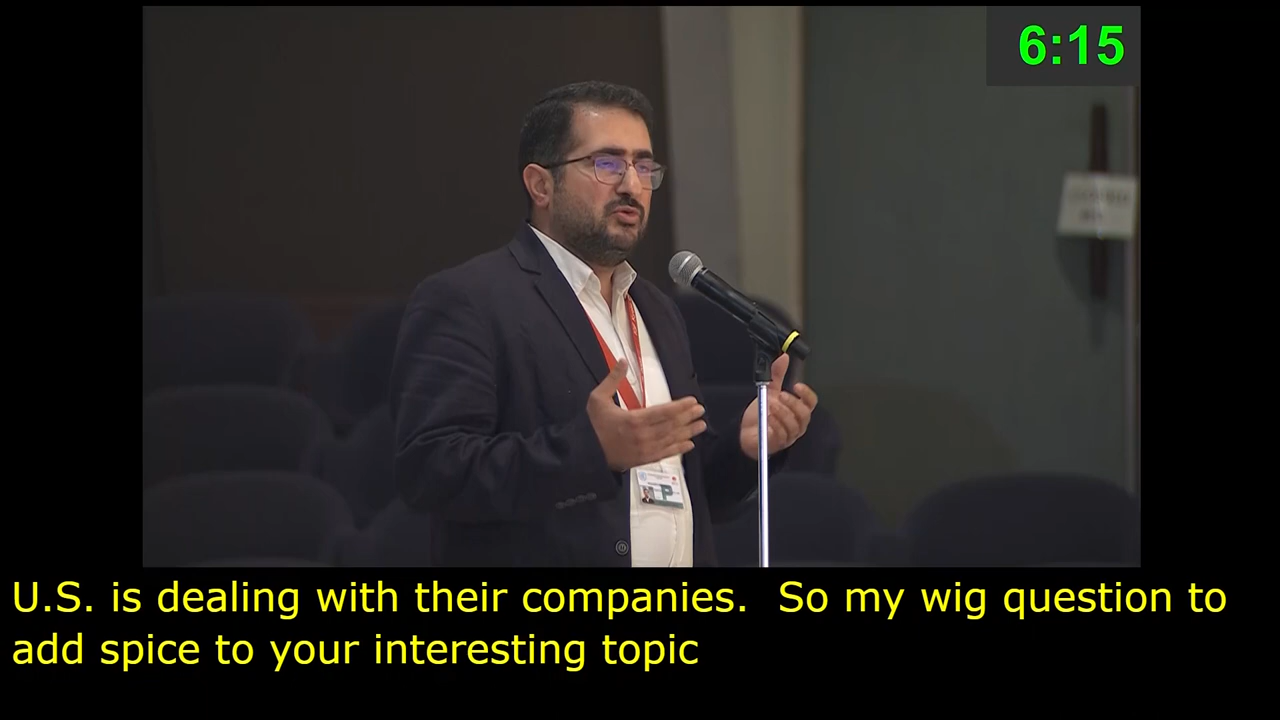 6:15
P
U.S. is dealing with their companies.  So my wig question to
add spice to your interesting topic